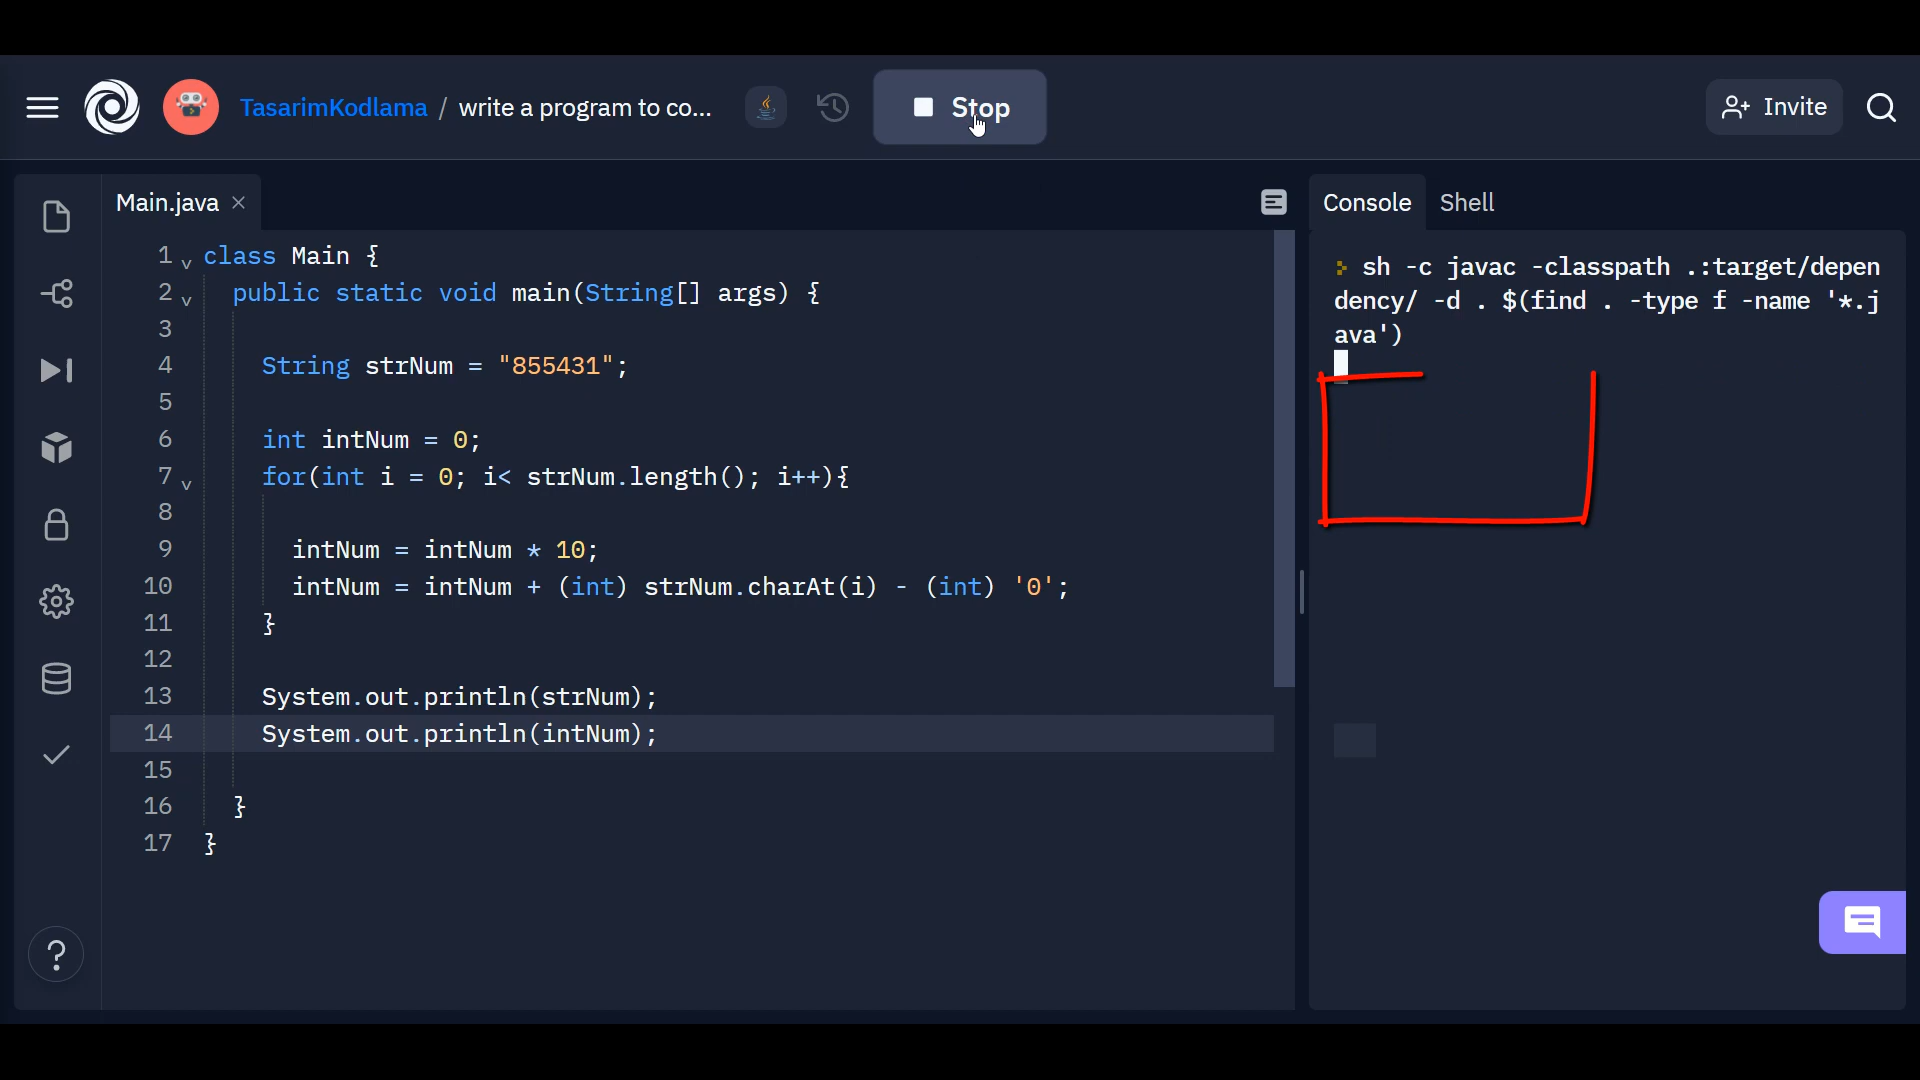 TasarimKodlama / write a program to co...
Stop
Invite
Main.java
Console Shell
1 class Main {
2 public static void main(String[] args) {
3
4 String strNum = "855431";
5
6 int intNum = 0;
7 for(int i = 0; i< strNum.length(); i++){
8
9 intNum = intNum * 10;
10 intNum = intNum + (int) strNum.charAt(i) - (int) '0';
11 }
12
13 System.out.println(strNum);
14 System.out.println(intNum);
15
16 }
17 }
?
sh -c javac -classpath .:target/depen
dency/ -d . $(find . -type f -name '*.j
ava')